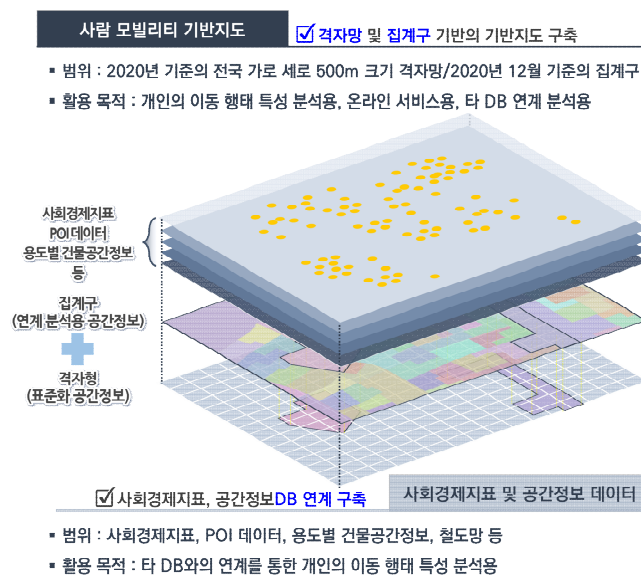 사람 모빌리티 기반지도
격자망 및 집계구 기반의 기반지도 구축
▪ 범위 : 2020년 기준의 전국 가로 세로 500m 크기 격자망/2020년 12월 기준의 집계구
▪ 활용 목적 : 개인의 이동 행태 특성 분석용, 온라인 서비스용, 타 DB 연계 분석용
사회경제지표
POI 데이터
용도별 건물공간정보
등
집계구
(연계 분석용 공간정보)
격자형
(표준화 공간정보)
사회경제지표, 공간정보DB 연계 구축
사회경제지표 및 공간정보 데이터
▪ 범위 : 사회경제지표, POI 데이터, 용도별 건물공간정보, 철도망 등
▪ 활용 목적 : 타 DB와의 연계를 통한 개인의 이동 행태 특성 분석용